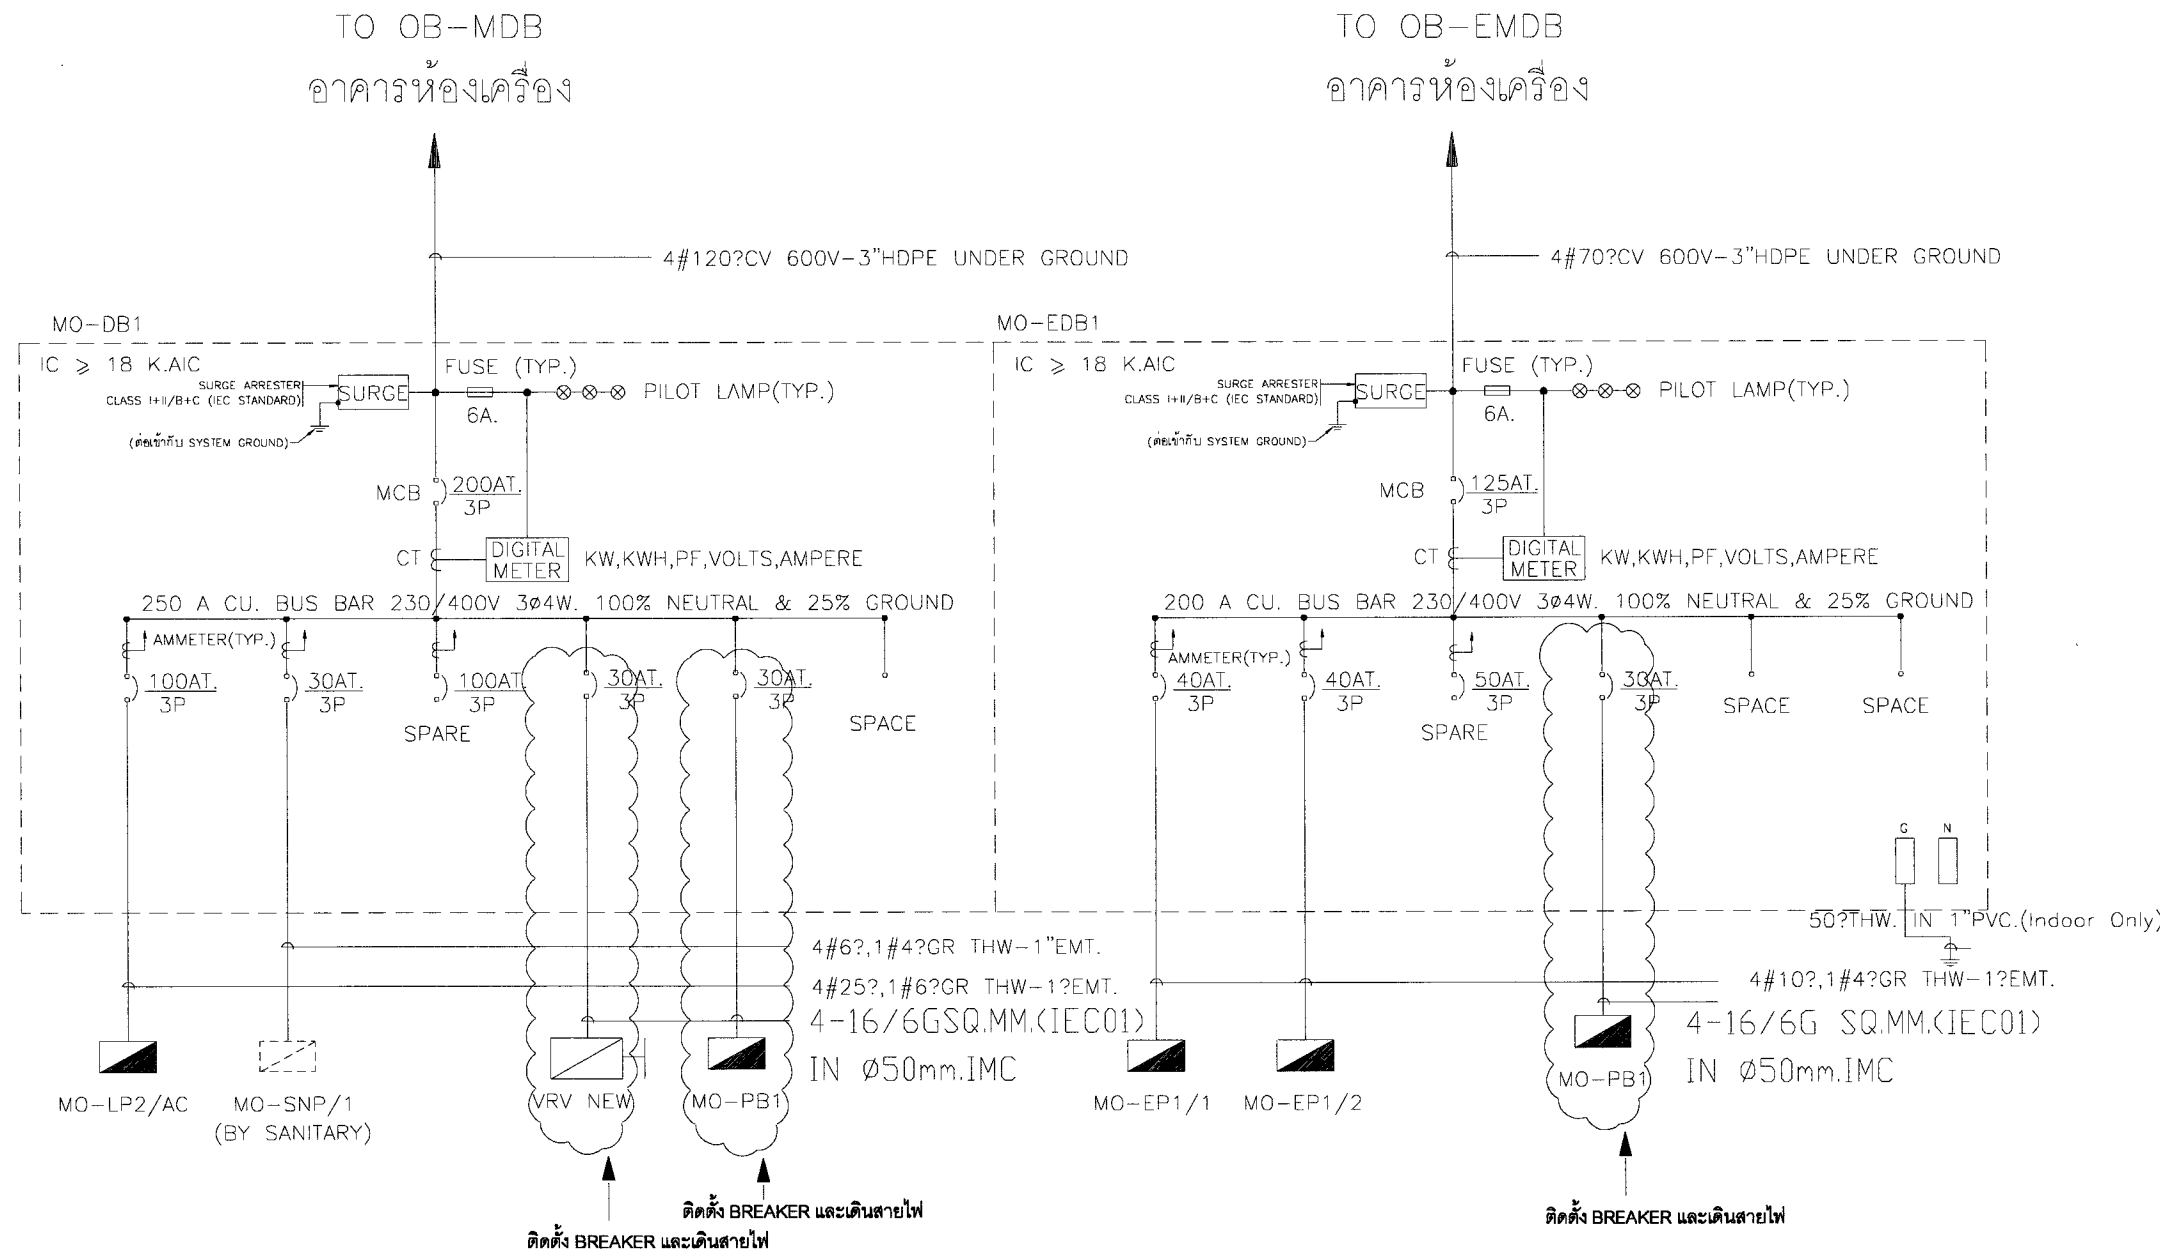 TO OB-MDB
อาคารห้องเครื่อง
4#120?CV 600V-3"HDPE UNDER GROUND
MO-DB1
IC ⩾ 18 K.AIC
FUSE (TYP.)
SURGE ARRESTER
CLASS I+II/B+C (IEC STANDARD)
SURGE
6A.
PILOT LAMP(TYP.)
(ต่อเข้ากับ SYSTEM GROUND)
MCB
200AT.
3P
CT
DIGITAL
METER
KW,KWH,PF,VOLTS,AMPERE
250 A CU. BUS BAR 230/400V 3ø4W. 100% NEUTRAL & 25% GROUND
AMMETER(TYP.)
100AT.
3P
30AT.
3P
100AT.
3P
SPARE
30AT.
3P
30AT.
3P
SPACE
4#6?,1#4?GR THW-1"EMT.
4#25?,1#6?GR THW-1?EMT.
4-16/6GSQ.MM.(IEC01)
IN Ø50mm.IMC
MO-LP2/AC
MO-SNP/1
(BY SANITARY)
VRV NEW
MO-PB1
ติดตั้ง BREAKER และเดินสายไฟ
ติดตั้ง BREAKER และเดินสายไฟ
TO OB-EMDB
อาคารห้องเครื่อง
4#70?CV 600V-3"HDPE UNDER GROUND
MO-EDB1
IC ⩾ 18 K.AIC
FUSE (TYP.)
SURGE ARRESTER
CLASS I+II/B+C (IEC STANDARD)
SURGE
6A.
PILOT LAMP(TYP.)
(ต่อเข้ากับ SYSTEM GROUND)
MCB
125AT.
3P
CT
DIGITAL
METER
KW,KWH,PF,VOLTS,AMPERE
200 A CU. BUS BAR 230/400V 3ø4W. 100% NEUTRAL & 25% GROUND
AMMETER(TYP.)
40AT.
3P
40AT.
3P
50AT.
3P
SPARE
30AT.
3P
SPACE
SPACE
G
N
50?THW. IN 1"PVC.(Indoor Only)
4#10?,1#4?GR THW-1?EMT.
4-16/6G SQ.MM.(IEC01)
IN Ø50mm.IMC
MO-EP1/1
MO-EP1/2
MO-PB1
ติดตั้ง BREAKER และเดินสายไฟ